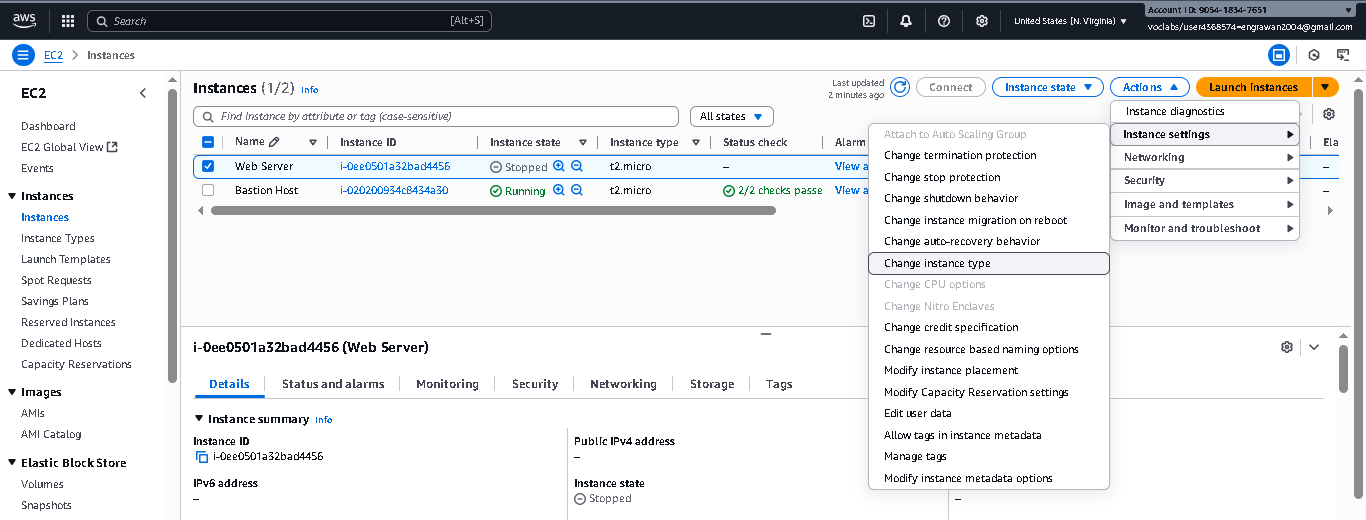 aws
Search [Alt+S]
United States (N. Virginia)
Account ID: 9054-1834-7651
voclabs/user4368574=engrawan2004@gmail.com
EC2 > Instances
EC2
Dashboard
EC2 Global View
Events
Instances
Instances
Instance Types
Launch Templates
Spot Requests
Savings Plans
Reserved Instances
Dedicated Hosts
Capacity Reservations
Images
AMIs
AMI Catalog
Elastic Block Store
Volumes
Snapshots
Instances (1/2) Info
Last updated
2 minutes ago
Connect
Instance state
Actions
Launch instances
Find Instance by attribute or tag (case-sensitive)
All states
Name Instance ID Instance state Instance type Status check Alarm Ela
Web Server i-0ee0501a32bad4456 Stopped t2.micro – View a –
Bastion Host i-020200934c8434a30 Running t2.micro 2/2 checks passe View a –
Instance diagnostics
Instance settings
Networking
Security
Image and templates
Monitor and troubleshoot
Attach to Auto Scaling Group
Change termination protection
Change stop protection
Change shutdown behavior
Change instance migration on reboot
Change auto-recovery behavior
Change instance type
Change CPU options
Change Nitro Enclaves
Change credit specification
Change resource based naming options
Modify instance placement
Modify Capacity Reservation settings
Edit user data
Allow tags in instance metadata
Manage tags
Modify instance metadata options
i-0ee0501a32bad4456 (Web Server)
Details Status and alarms Monitoring Security Networking Storage Tags
Instance summary Info
Instance ID
i-0ee0501a32bad4456
Public IPv4 address
–
IPv6 address
–
Instance state
Stopped
–